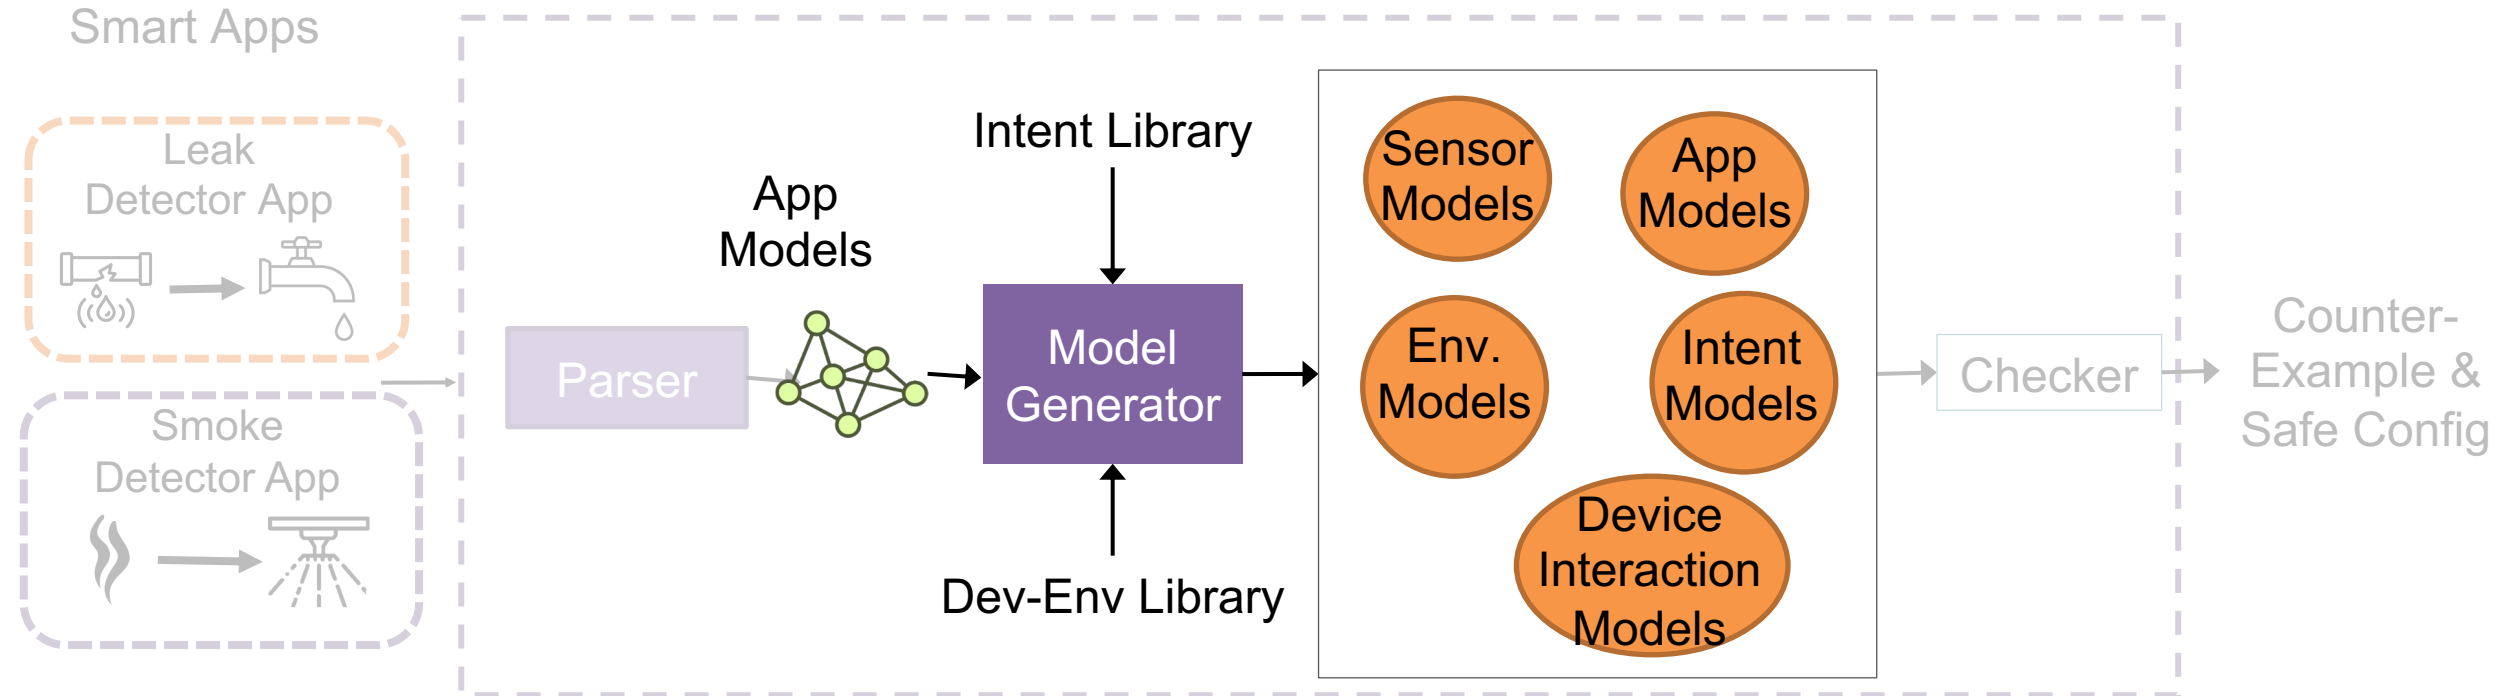 Smart Apps
Leak
Detector App
Smoke
Detector App
Parser
App
Models
Intent Library
Model
Generator
Dev-Env Library
Sensor
Models
App
Models
Env.
Models
Intent
Models
Device
Interaction
Models
Checker
Counter-
Example &
Safe Config